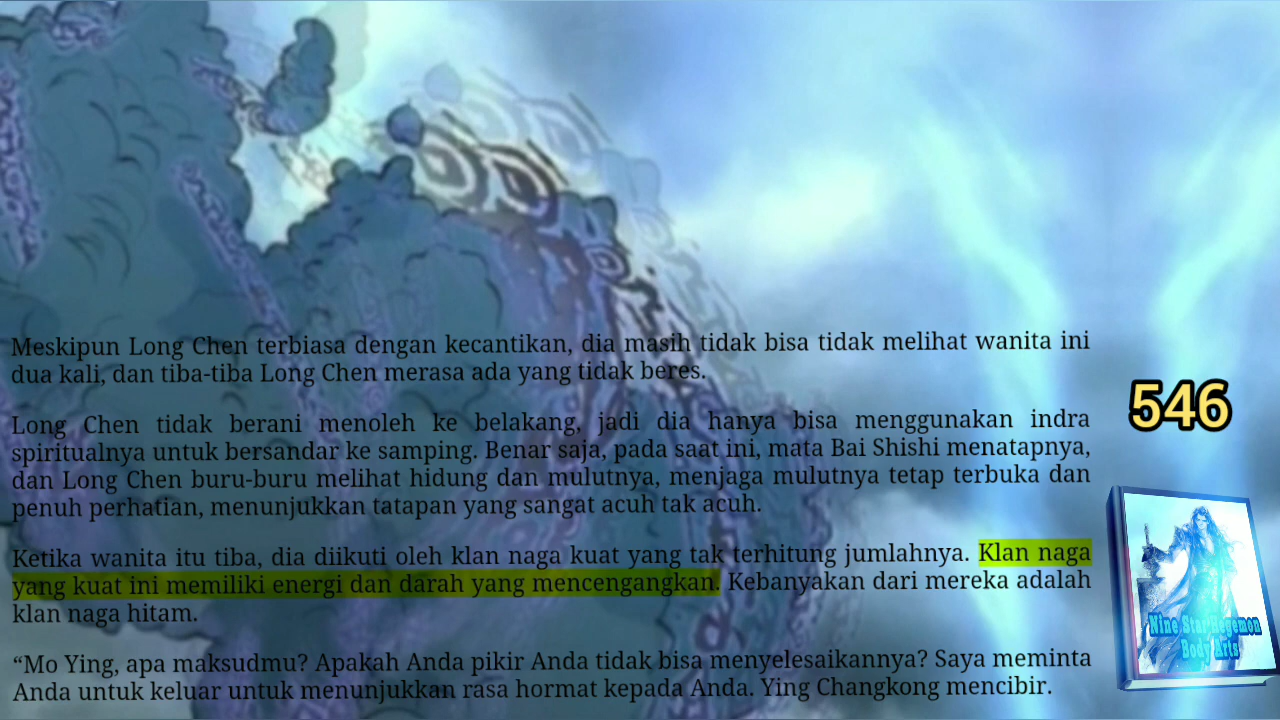 Meskipun Long Chen terbiasa dengan kecantikan, dia masih tidak bisa tidak melihat wanita ini
dua kali, dan tiba-tiba Long Chen merasa ada yang tidak beres.
Long Chen tidak berani menoleh ke belakang, jadi dia hanya bisa menggunakan indra
spiritualnya untuk bersandar ke samping. Benar saja, pada saat ini, mata Bai Shishi menatapnya,
dan Long Chen buru-buru melihat hidung dan mulutnya, menjaga mulutnya tetap terbuka dan
penuh perhatian, menunjukkan tatapan yang sangat acuh tak acuh.
Ketika wanita itu tiba, dia diikuti oleh klan naga kuat yang tak terhitung jumlahnya. Klan naga
yang kuat ini memiliki energi dan darah yang mencengangkan. Kebanyakan dari mereka adalah
klan naga hitam.
“Mo Ying, apa maksudmu? Apakah Anda pikir Anda tidak bisa menyelesaikannya? Saya meminta
Anda untuk keluar untuk menunjukkan rasa hormat kepada Anda. Ying Changkong mencibir.
546
Nine Star Hegemon
Body Arts